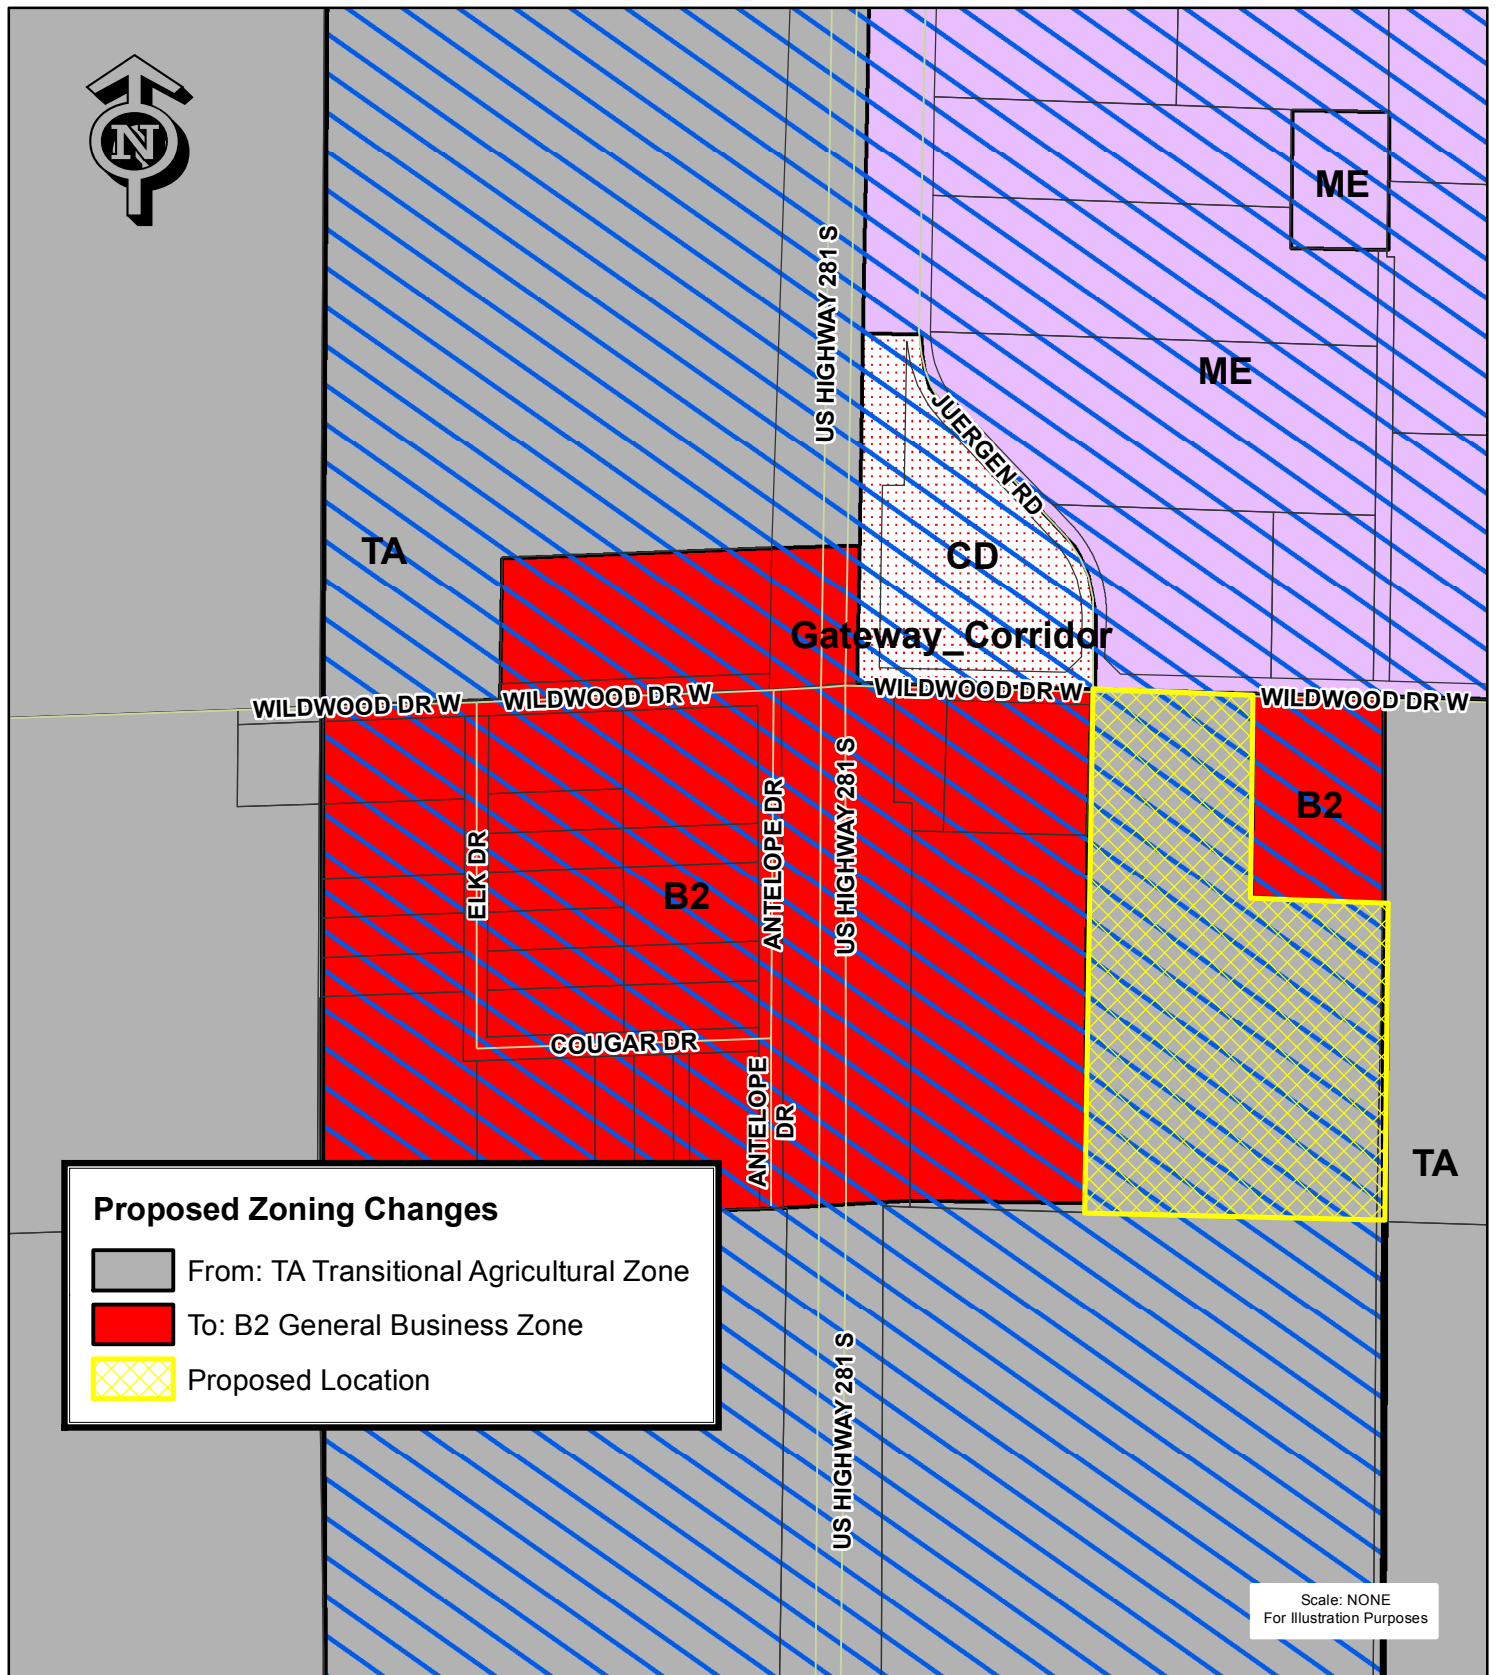 N
ME
US HIGHWAY 281 S
ME
JUERGEN RD
TA
CD
Gateway_Corridor
WILDWOOD DR W
WILDWOOD DR W
WILDWOOD DR W
WILDWOOD DR W
B2
ELK DR
B2
ANTELOPE DR
US HIGHWAY 281 S
COUGAR DR
ANTELOPE
DR
TA
Proposed Zoning Changes
From: TA Transitional Agricultural Zone
To: B2 General Business Zone
Proposed Location
US HIGHWAY 281 S
Scale: NONE
For Illustration Purposes